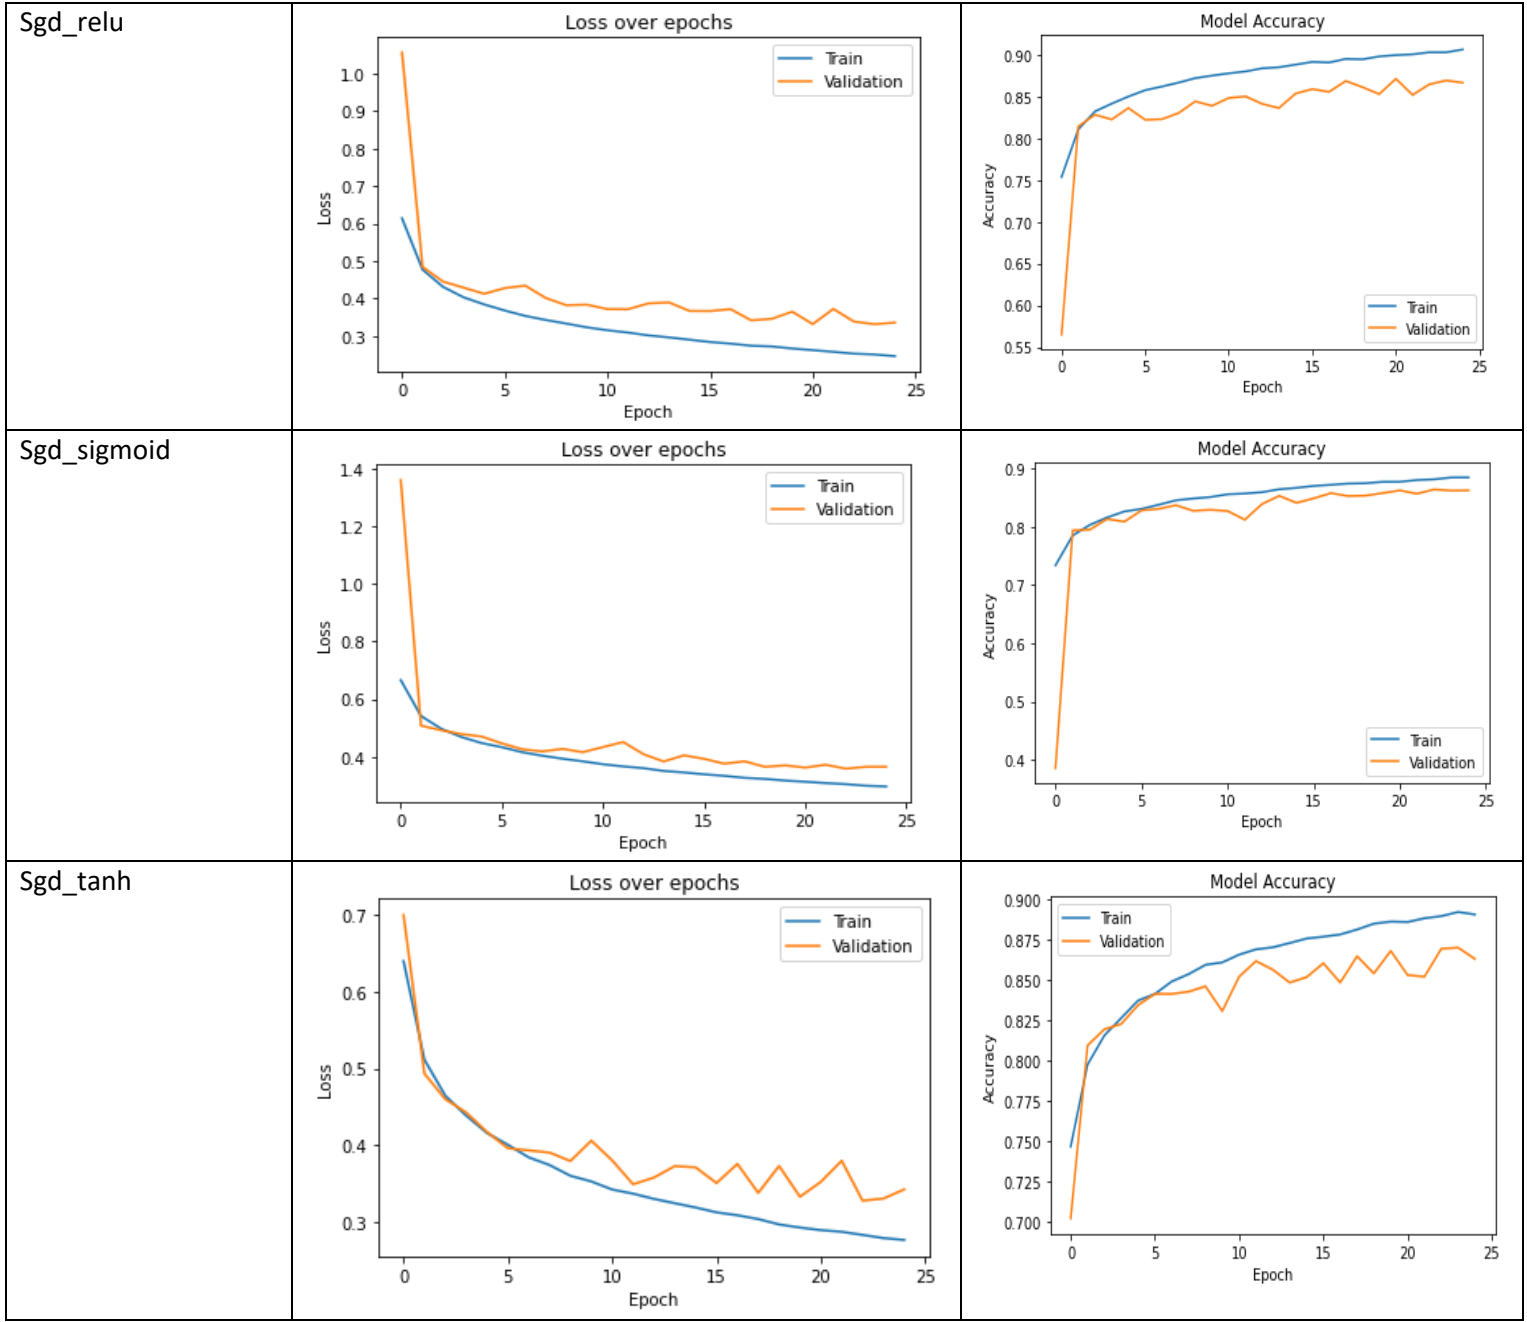 Sgd_relu
Loss over epochs
Train
Validation
1.0
0.9
0.8
0.7
0.6
0.5
0.4
0.3
Loss
0 5 10 15 20 25
Epoch
Model Accuracy
0.90
0.85
0.80
0.75
0.70
0.65
0.60
0.55
Accuracy
Train
Validation
0 5 10 15 20 25
Epoch
Sgd_sigmoid
Loss over epochs
Train
Validation
1.4
1.2
1.0
0.8
0.6
0.4
Loss
0 5 10 15 20 25
Epoch
Model Accuracy
0.9
0.8
0.7
0.6
0.5
0.4
Accuracy
Train
Validation
0 5 10 15 20 25
Epoch
Sgd_tanh
Loss over epochs
Train
Validation
0.7
0.6
0.5
0.4
0.3
Loss
0 5 10 15 20 25
Epoch
Model Accuracy
Train
Validation
0.900
0.875
0.850
0.825
0.800
0.775
0.750
0.725
0.700
Accuracy
0 5 10 15 20 25
Epoch